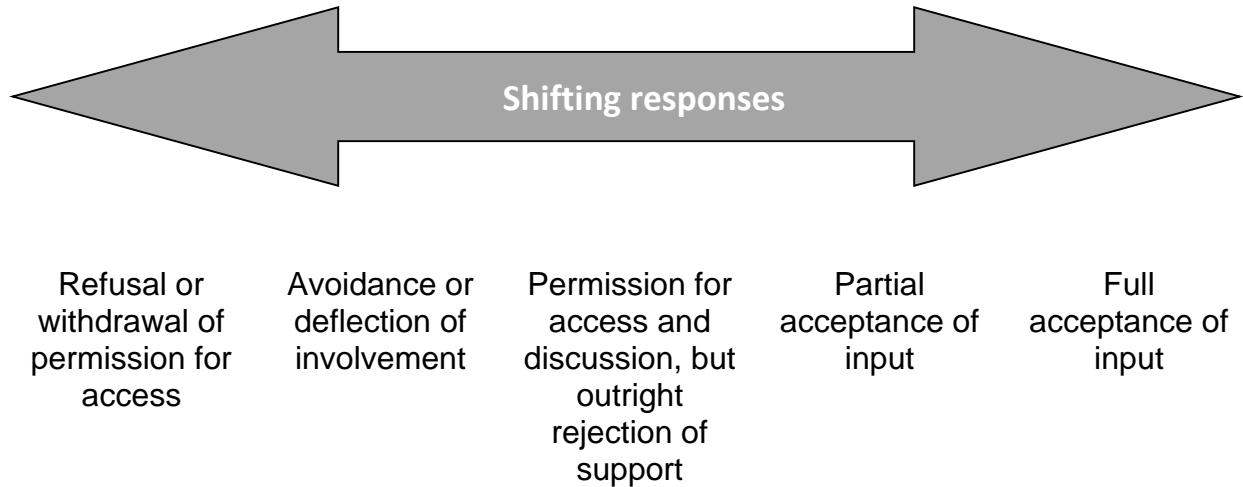 Shifting responses
Refusal or
withdrawal of
permission for
access
Avoidance or
deflection of
involvement
Permission for
access and
discussion, but
outright
rejection of
support
Partial
acceptance of
input
Full
acceptance of
input